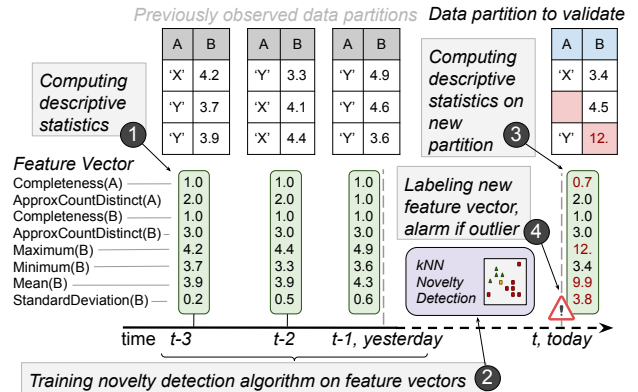 Previously observed data partitions
Data partition to validate
A B
‘X’ 4.2
‘Y’ 3.7
‘Y’ 3.9
A B
‘Y’ 3.3
‘X’ 4.1
‘X’ 4.4
A B
‘Y’ 4.9
‘Y’ 4.6
‘Y’ 3.6
A B
‘X’ 3.4
4.5
‘Y’ 12.
Computing
descriptive
statistics
1
Computing
descriptive
statistics on
new
partition
3
Feature Vector
Completeness(A) 1.0 1.0 1.0 0.7
ApproxCountDistinct(A) 2.0 2.0 1.0 2.0
Completeness(B) 1.0 1.0 1.0 1.0
ApproxCountDistinct(B) 3.0 3.0 3.0 3.0
Maximum(B) 4.2 4.4 4.9 12.
Minimum(B) 3.7 3.3 3.6 3.4
Mean(B) 3.9 3.9 4.3 9.9
StandardDeviation(B) 0.2 0.5 0.6 3.8
Labeling new
feature vector,
alarm if outlier
4
kNN
Novelty
Detection
!
time t-3 t-2 t-1, yesterday t, today
Training novelty detection algorithm on feature vectors
2